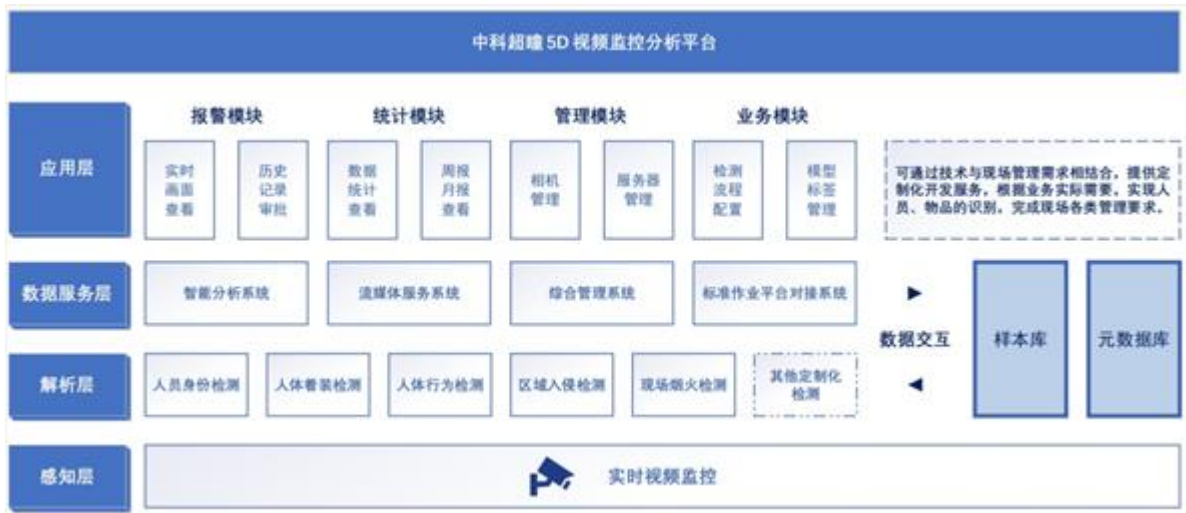 中科超瞳 5D 视频监控分析平台
应用层
报警模块
统计模块
管理模块
业务模块
实时
画面
查看
历史
记录
审批
数据
统计
查看
周报
月报
查看
相机
管理
服务器
管理
检测
流程
配置
模型
标签
管理
可通过技术与现场管理需求相结合，提供定
制化开发服务，根据业务实际需要，实现人
员、物品的识别，完成现场各类管理要求。
数据服务层
智能分析系统
流媒体服务系统
综合管理系统
标准作业平台对接系统
数据交互
样本库
元数据库
解析层
人员身份检测
人体着装检测
人体行为检测
区域入侵检测
现场烟火检测
其他定制化
检测
感知层
实时视频监控